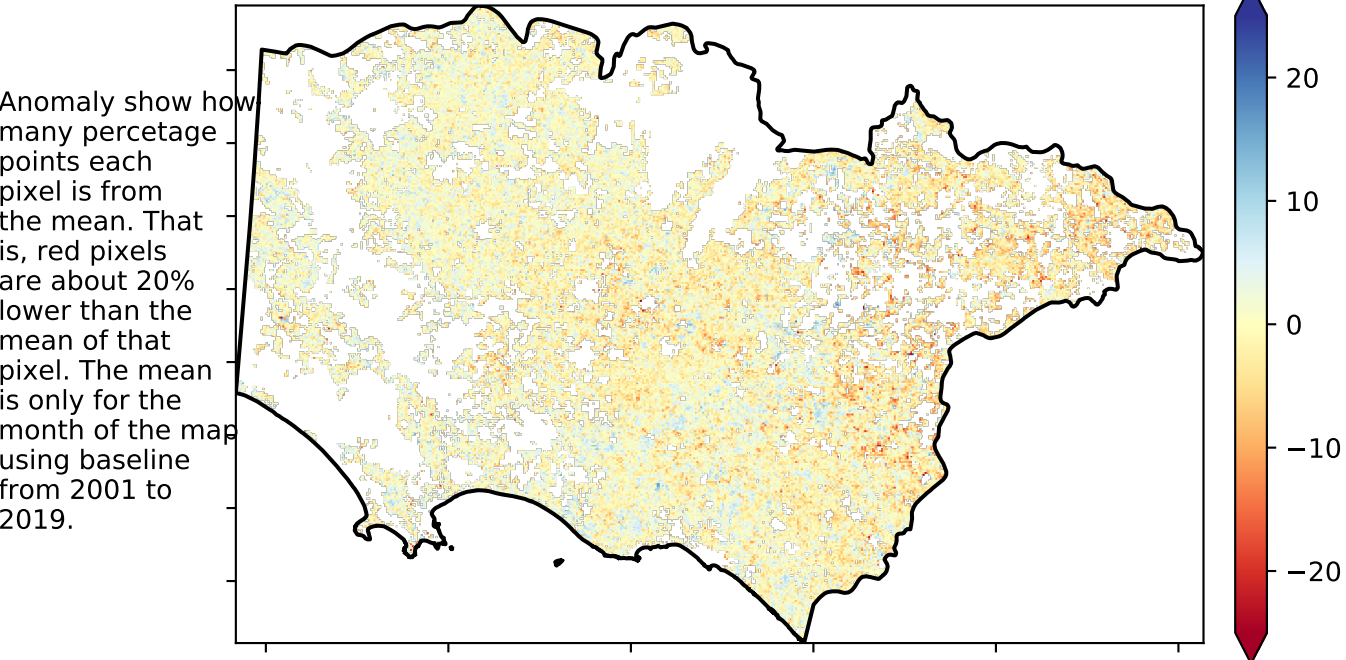 Anomaly show how
many percetage
points each
pixel is from
the mean. That
is, red pixels
are about 20%
lower than the
mean of that
pixel. The mean
is only for the
month of the map
using baseline
from 2001 to
2019.
20
10
0
−10
−20